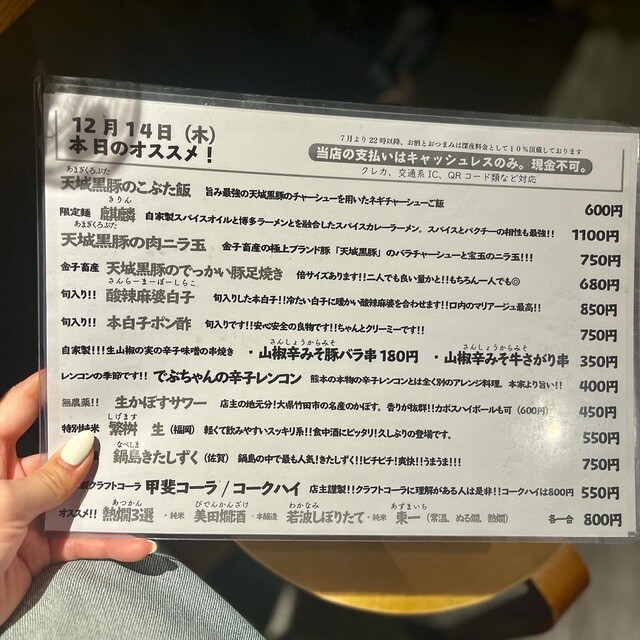 12月14日（木）
本日のオススメ！
7月より22時以降、お酒とおつまみは深夜料金として10％頂戴しております
当店の支払いはキャッシュレスのみ。現金不可。
クレカ、交通系IC、QRコード類など対応
あまぎくろぶた
天城黒豚のこぶた飯 旨み最強の天城黒豚のチャーシューを用いたネギチャーシューご飯 600円
きりん
限定麺 麒麟 自家製スパイスオイルと博多ラーメンとを融合したスパイスカレーラーメン。スパイスとパクチーの相性も最強!! 1100円
あまぎくろぶた
天城黒豚の肉ニラ玉 金子畜産の極上ブランド豚「天城黒豚」のバラチャーシューと宝玉のニラ玉!!! 750円
金子畜産 天城黒豚のでっかい豚足焼き 倍サイズあります!!二人でも良い量かと!!もちろん一人でも◎ 680円
さんらーまーぼーしらこ
旬入り!! 酸辣麻婆白子 旬入りした本白子!!冷たい白子に暖かい酸辣麻婆を合わせます!!口内のマリアージュ最高!! 850円
旬入り!! 本白子ポン酢 旬入りです!!安心安全の良物です!!ちゃんとクリーミーです!! 750円
さんしょうからみそ さんしょうからみそ
自家製!!!生山椒の実の辛子味噌の串焼き ・山椒辛みそ豚バラ串 180円 ・山椒辛みそ牛さがり串 350円
レンコンの季節です!! でぶちゃんの辛子レンコン 熊本の本物の辛子レンコンとは全く別のアレンジ料理。本家より旨い!! 400円
無農薬!! 生かぼすサワー 店主の地元分!大県竹田市の名産のかぼす。香りが抜群!!カボスハイボールも可（600円） 450円
しげます
特別純米 繁桝 生（福岡） 軽くて飲みやすいスッキリ系!!食中酒にピッタリ!久しぶりの登場です。 550円
なべしま
鍋島きたしずく（佐賀） 鍋島の中で最も人気!きたしずく!!ピチピチ!爽快!!うまうま!!! 750円
クラフトコーラ 甲斐コーラ / コークハイ 店主謹製!!クラフトコーラに理解がある人は是非!!コークハイは800円 550円
あつかん びでんかんざけ わかなみ あずまいち
オススメ!! 熱燗3選 ・純米 美田燗酒 ・本醸造 若波しぼりたて ・純米 東一（常温、ぬる燗、熱燗） 各一合 800円